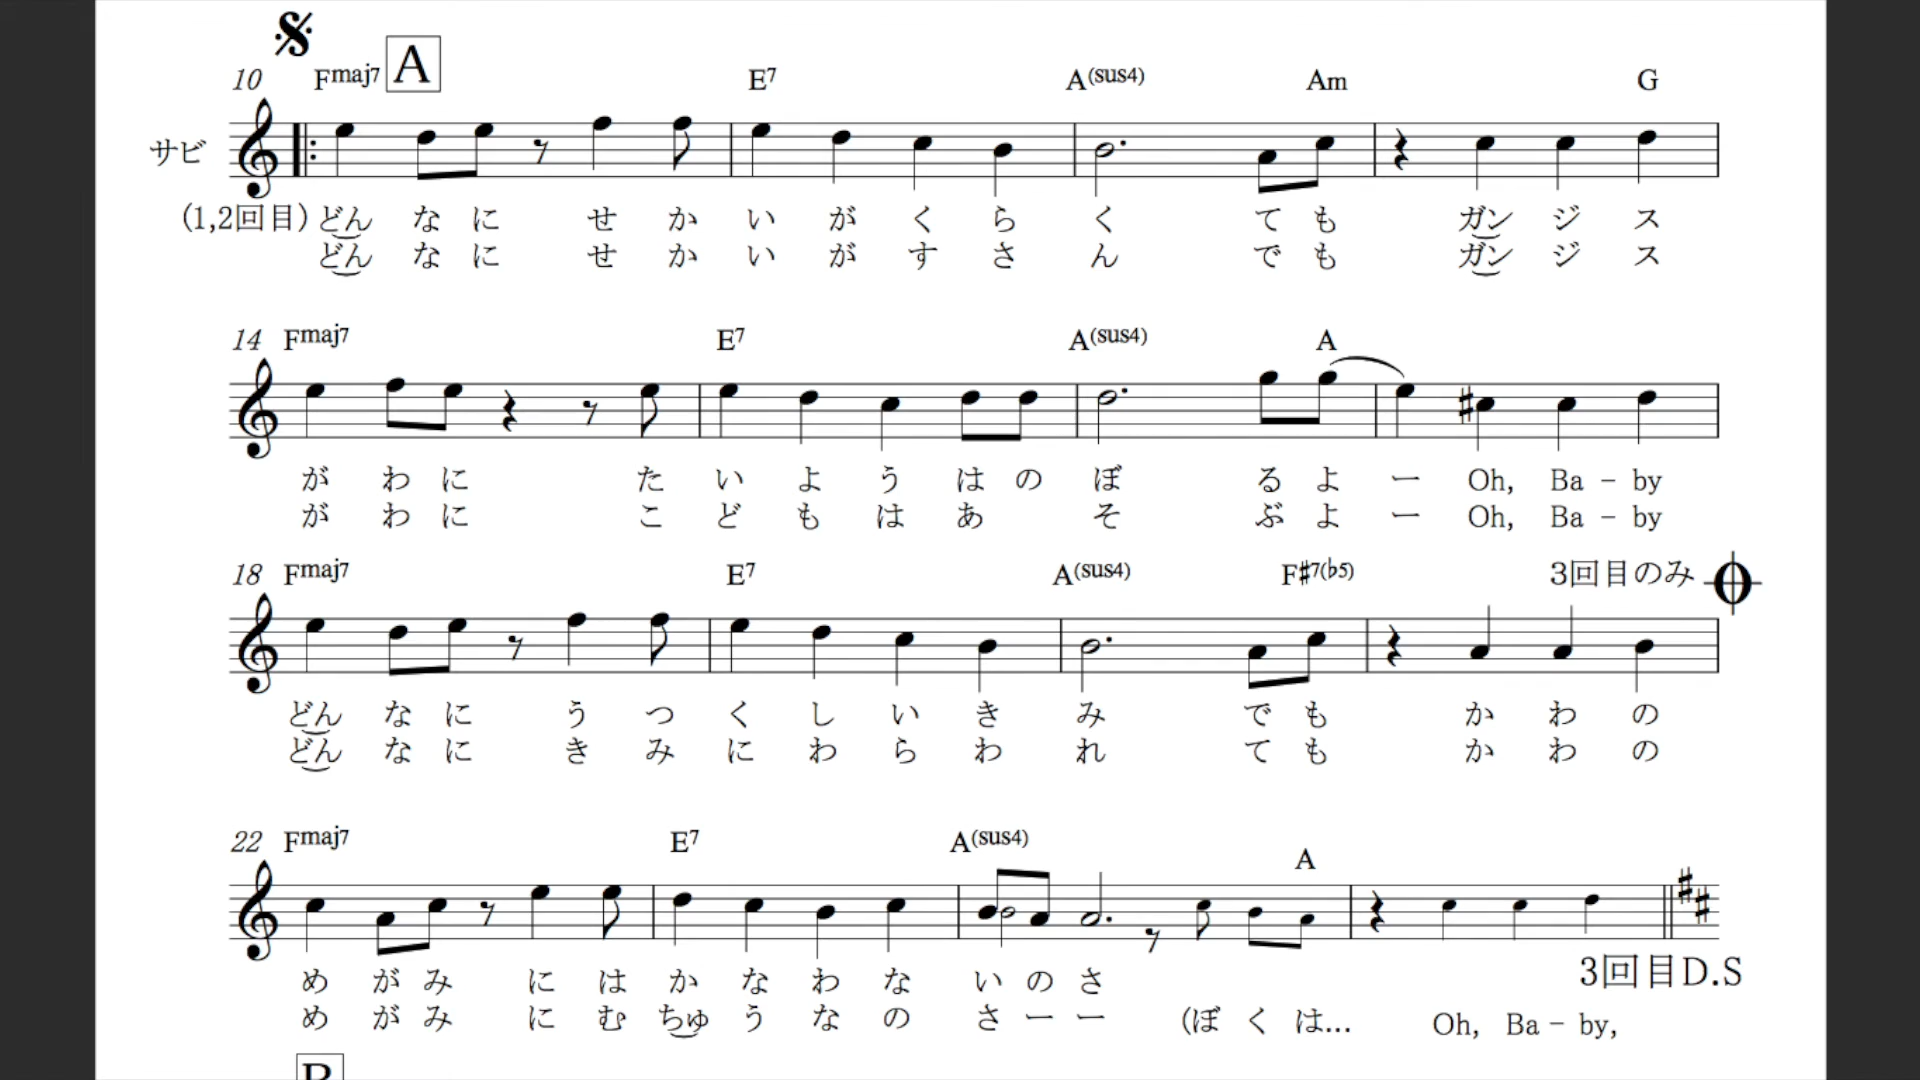 10 Fmaj7 A E7 A(sus4) Am G
サビ
(1,2回目) どん な に せ か い が く ら く て も ガン ジ ス
どん な に せ か い が す さ ん で も ガン ジ ス
14 Fmaj7 E7 A(sus4) A
が わ に た い よ う は の ぼ る よ ー Oh, Ba - by
が わ に こ ど も は あ そ ぶ よ ー Oh, Ba - by
18 Fmaj7 E7 A(sus4) F♯7(♭5) 3回目のみ
どん な に う つ く し い き み で も か わ の
どん な に き み に わ ら わ れ て も か わ の
22 Fmaj7 E7 A(sus4) A
め が み に は か な わ な い の さ
3回目D.S
め が み に む ちゅ う な の さ ー ー (ぼ く は... Oh, Ba - by,